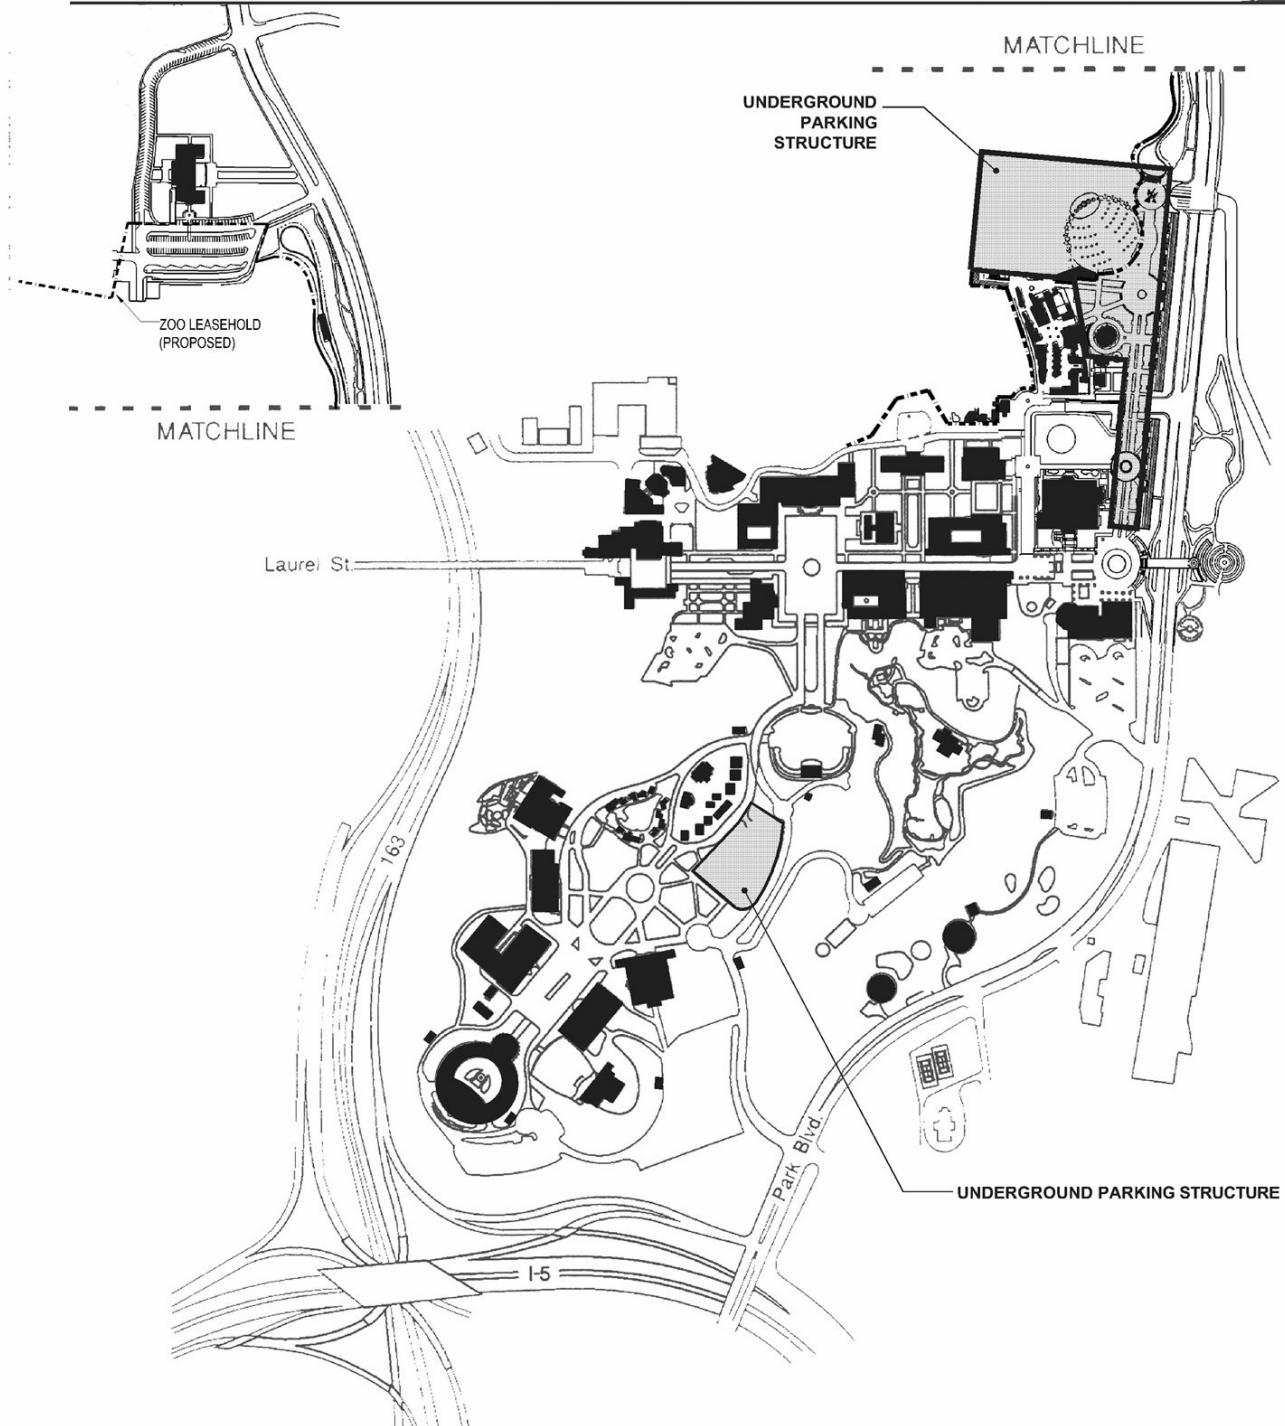 MATCHLINE
UNDERGROUND
PARKING
STRUCTURE
ZOO LEASEHOLD
(PROPOSED)
MATCHLINE
Laurel St.
163
Park Blvd.
UNDERGROUND PARKING STRUCTURE
I-5